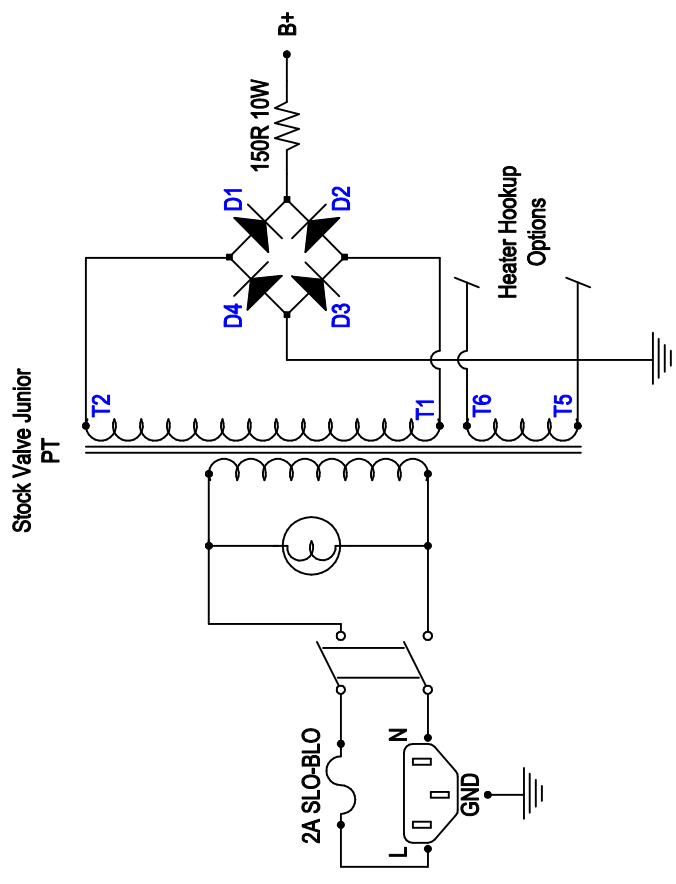 Stock Valve Junior
PT
2A SLO-BLO
L
N
GND
T2
T1
T6
T5
D4
D1
D3
D2
150R 10W
B+
Heater Hookup
Options